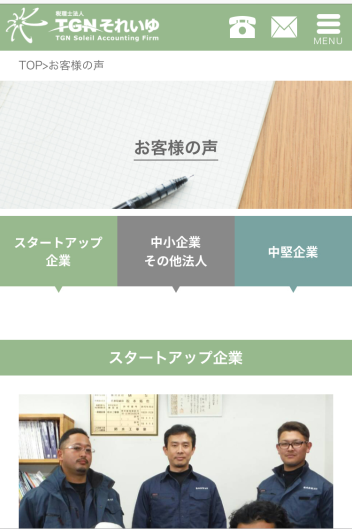 税理士法人
TGNそれいゆ
TGN Soleil Accounting Firm
MENU
TOP>お客様の声
お客様の声
スタートアップ
企業
中小企業
その他法人
中堅企業
スタートアップ企業